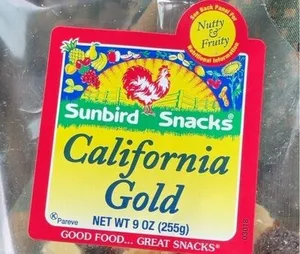 See Back Panel For
Nutty
&
Fruity
Nutritional Information
Sunbird Snacks®
California
Gold
K Pareve
NET WT 9 OZ (255g)
GOOD FOOD... GREAT SNACKS®